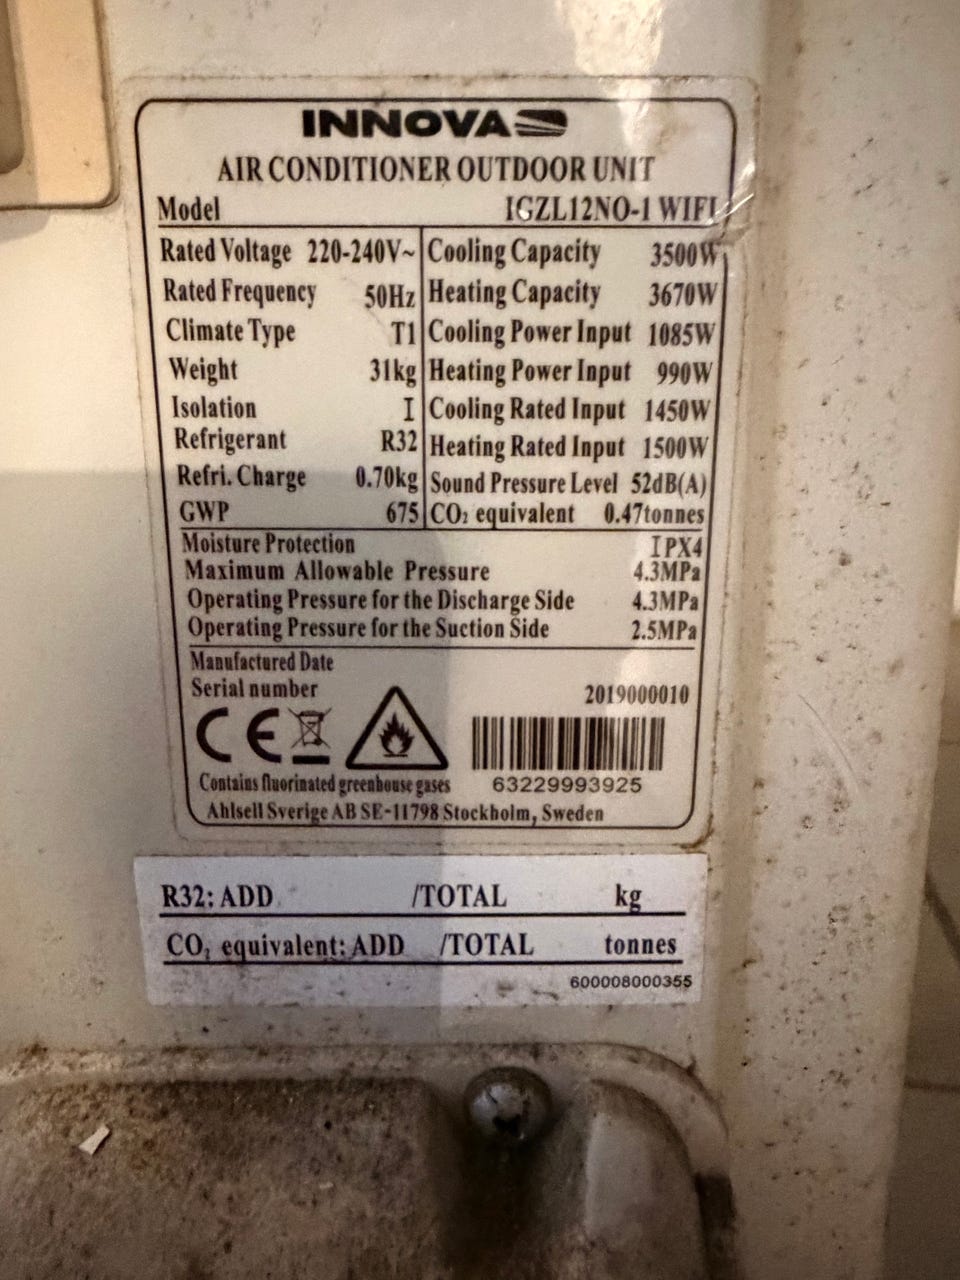 INNOVA
AIR CONDITIONER OUTDOOR UNIT
Model IGZL12NO-1 WIFI
Rated Voltage 220-240V~ Cooling Capacity 3500W
Rated Frequency 50Hz Heating Capacity 3670W
Climate Type T1 Cooling Power Input 1085W
Weight 31kg Heating Power Input 990W
Isolation I Cooling Rated Input 1450W
Refrigerant R32 Heating Rated Input 1500W
Refri. Charge 0.70kg Sound Pressure Level 52dB(A)
GWP 675 CO₂ equivalent 0.47tonnes
Moisture Protection IPX4
Maximum Allowable Pressure 4.3MPa
Operating Pressure for the Discharge Side 4.3MPa
Operating Pressure for the Suction Side 2.5MPa
Manufactured Date
Serial number 2019000010
CE
Contains fluorinated greenhouse gases 63229993925
Ahlsell Sverige AB SE-11798 Stockholm, Sweden
R32: ADD /TOTAL kg
CO₂ equivalent: ADD /TOTAL tonnes
600008000355